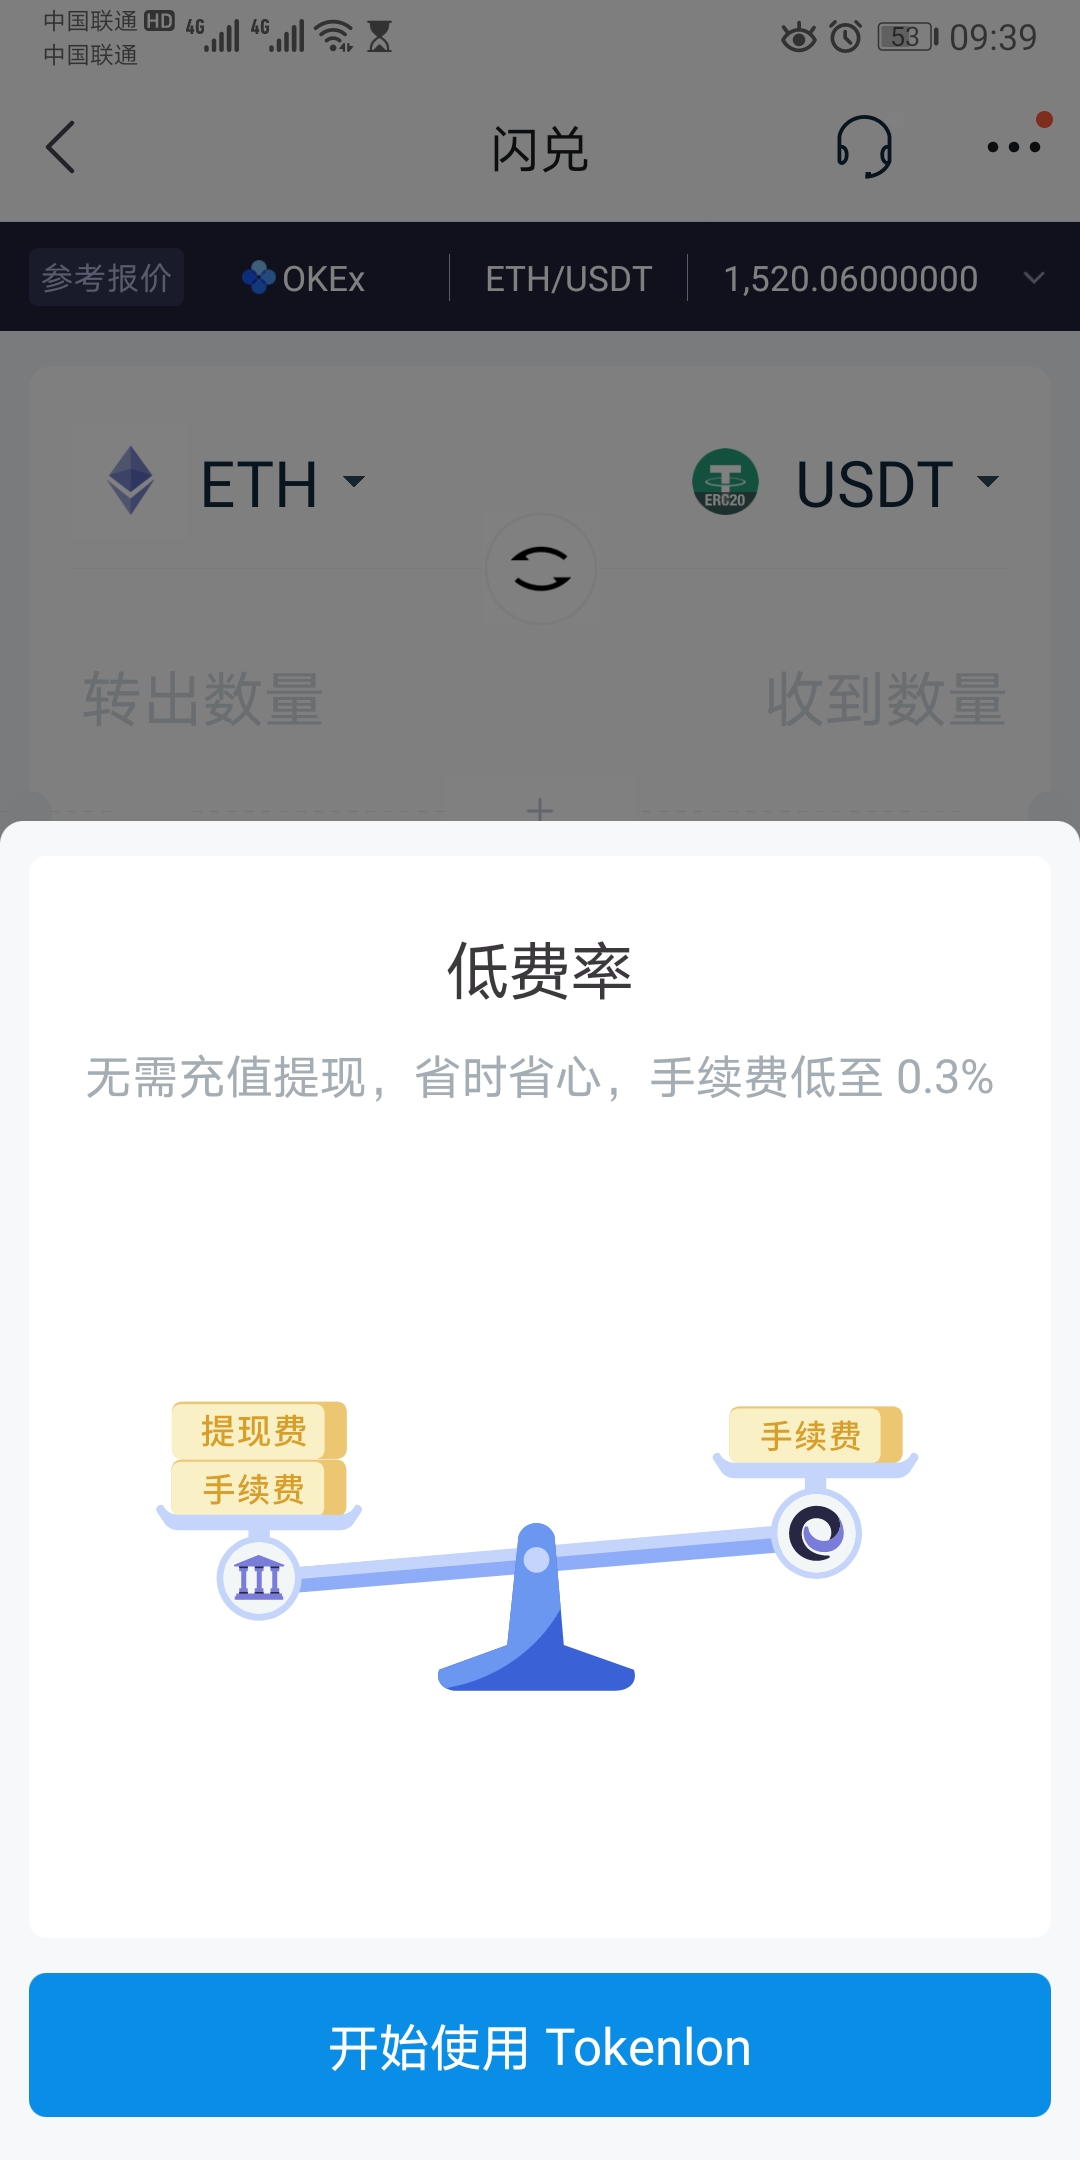 中国联通 HD 4G 4G 53 09:39
中国联通
闪兑
参考报价 OKEx ETH/USDT 1,520.06000000
ETH USDT
ERC20
转出数量 收到数量
低费率
无需充值提现，省时省心，手续费低至 0.3%
提现费 手续费
手续费
开始使用 Tokenlon